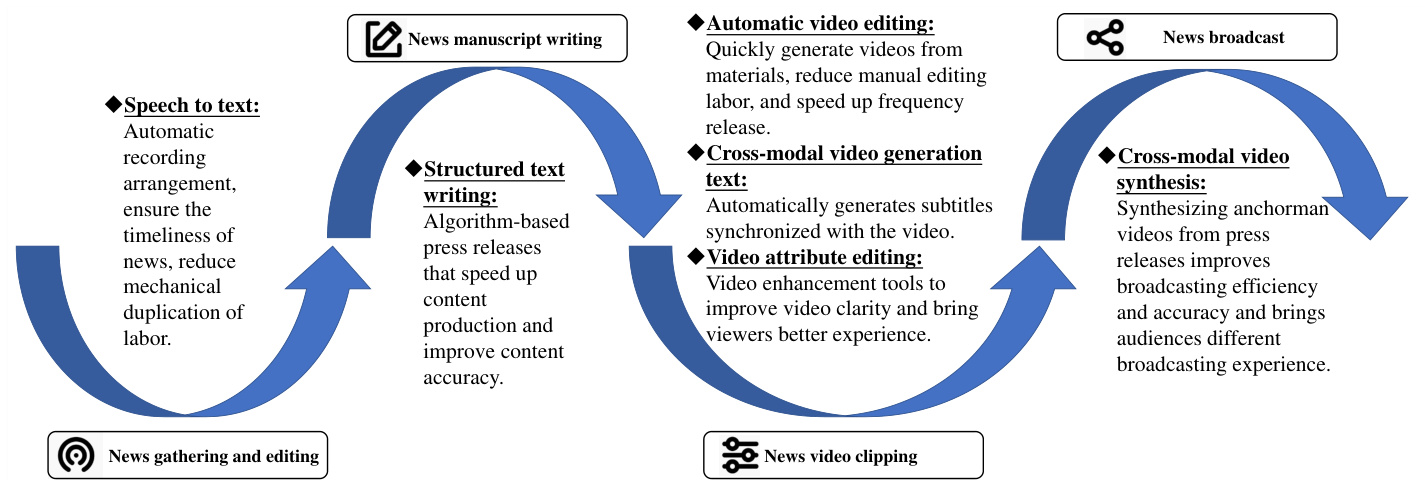 News manuscript writing
News broadcast
◆Speech to text:
Automatic
recording
arrangement,
ensure the
timeliness of
news, reduce
mechanical
duplication of
labor.
News gathering and editing
◆Structured text
writing:
Algorithm-based
press releases
that speed up
content
production and
improve content
accuracy.
◆Automatic video editing:
Quickly generate videos from
materials, reduce manual editing
labor, and speed up frequency
release.
◆Cross-modal video generation
text:
Automatically generates subtitles
synchronized with the video.
◆Video attribute editing:
Video enhancement tools to
improve video clarity and bring
viewers better experience.
News video clipping
◆Cross-modal video
synthesis:
Synthesizing anchorman
videos from press
releases improves
broadcasting efficiency
and accuracy and brings
audiences different
broadcasting experience.